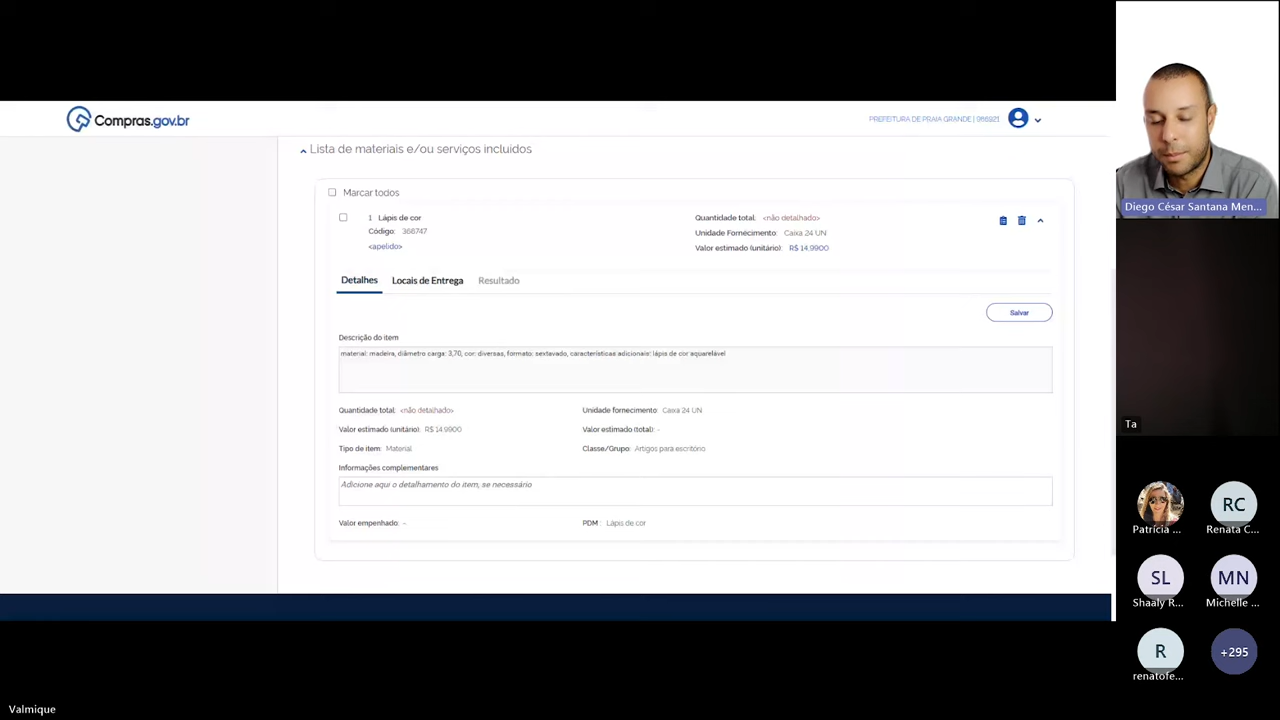 Compras.gov.br
PREFEITURA DE PRAIA GRANDE | 986921
Lista de materiais e/ou serviços incluidos
Marcar todos
1 Lápis de cor
Código: 368747
<apelido>
Quantidade total: <não detalhado>
Unidade Fornecimento: Caixa 24 UN
Valor estimado (unitário): R$ 14,9900
Detalhes Locais de Entrega Resultado
Salvar
Descrição do item
material: madeira, diâmetro carga: 3,70, cor: diversas, formato: sextavado, características adicionais: lápis de cor aquarelável
Quantidade total: <não detalhado> Unidade fornecimento: Caixa 24 UN
Valor estimado (unitário): R$ 14,9900 Valor estimado (total): -
Tipo de item: Material Classe/Grupo: Artigos para escritório
Informações complementares
Adicione aqui o detalhamento do item, se necessário
Valor empenhado: - PDM : Lápis de cor
Diego César Santana Men...
Ta
RC
Patrícia ... Renata C...
SL MN
Shaaly R... Michelle ...
R +295
renatofe...
Valmique